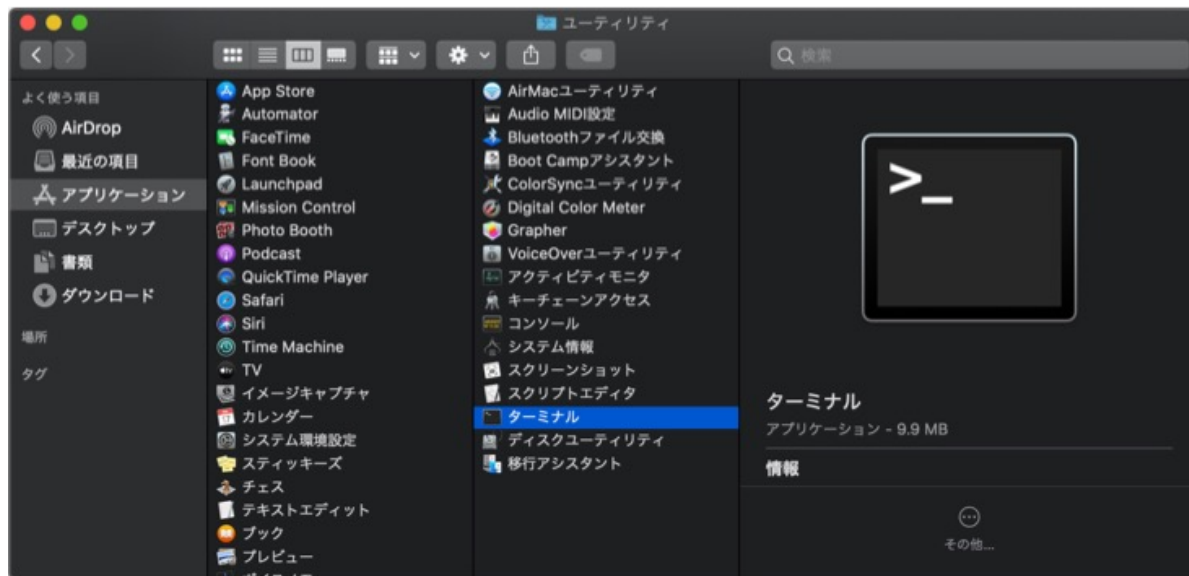 ユーティリティ
検索
よく使う項目
AirDrop
最近の項目
アプリケーション
デスクトップ
書類
ダウンロード
場所
タグ
App Store
Automator
FaceTime
Font Book
Launchpad
Mission Control
Photo Booth
Podcast
QuickTime Player
Safari
Siri
Time Machine
TV
イメージキャプチャ
カレンダー
システム環境設定
スティッキーズ
チェス
テキストエディット
ブック
プレビュー
AirMacユーティリティ
Audio MIDI設定
Bluetoothファイル交換
Boot Campアシスタント
ColorSyncユーティリティ
Digital Color Meter
Grapher
VoiceOverユーティリティ
アクティビティモニタ
キーチェーンアクセス
コンソール
システム情報
スクリーンショット
スクリプトエディタ
ターミナル
ディスクユーティリティ
移行アシスタント
>_
ターミナル
アプリケーション - 9.9 MB
情報
その他...